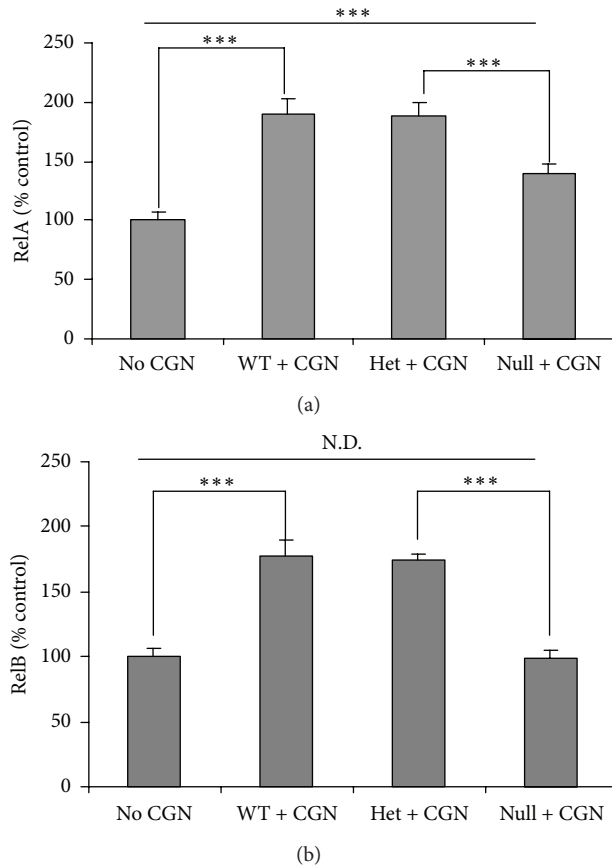 ***
250
***
***
200
150
100
50
0
RelA (% control)
No CGN WT + CGN Het + CGN Null + CGN
(a)
N.D.
250
***
***
200
150
100
50
0
RelB (% control)
No CGN WT + CGN Het + CGN Null + CGN
(b)